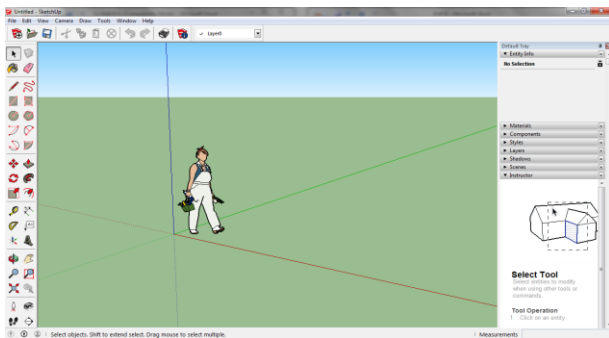 Untitled - SketchUp
File Edit View Camera Draw Tools Window Help
Layer0
Default Tray
Entity Info
No Selection
Materials
Components
Styles
Layers
Shadows
Scenes
Instructor
Select Tool
Select entities to modify
when using other tools or
commands.
Tool Operation
1. Click on an entity.
Select objects. Shift to extend select. Drag mouse to select multiple.
Measurements